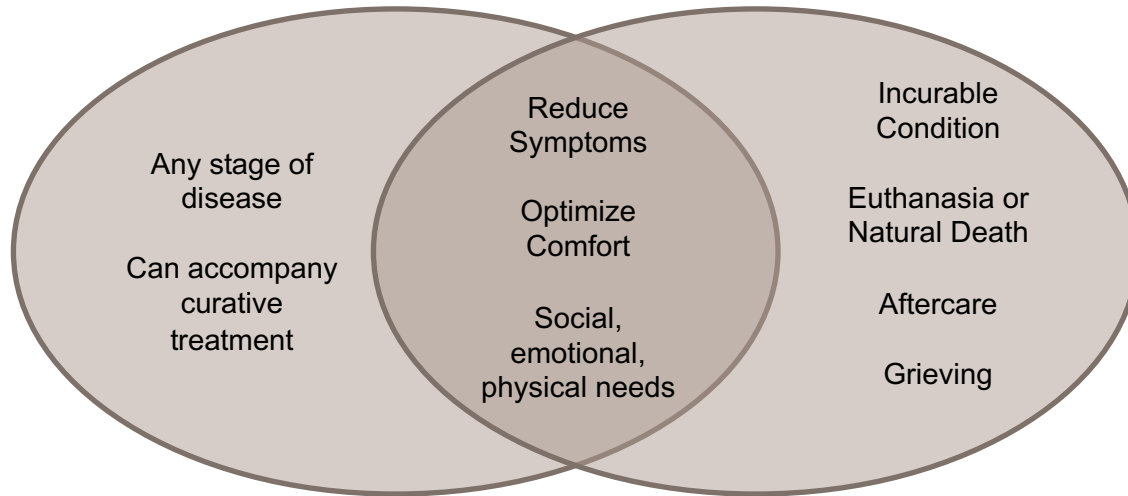 Any stage of
disease
Can accompany
curative
treatment
Reduce
Symptoms
Optimize
Comfort
Social,
emotional,
physical needs
Incurable
Condition
Euthanasia or
Natural Death
Aftercare
Grieving